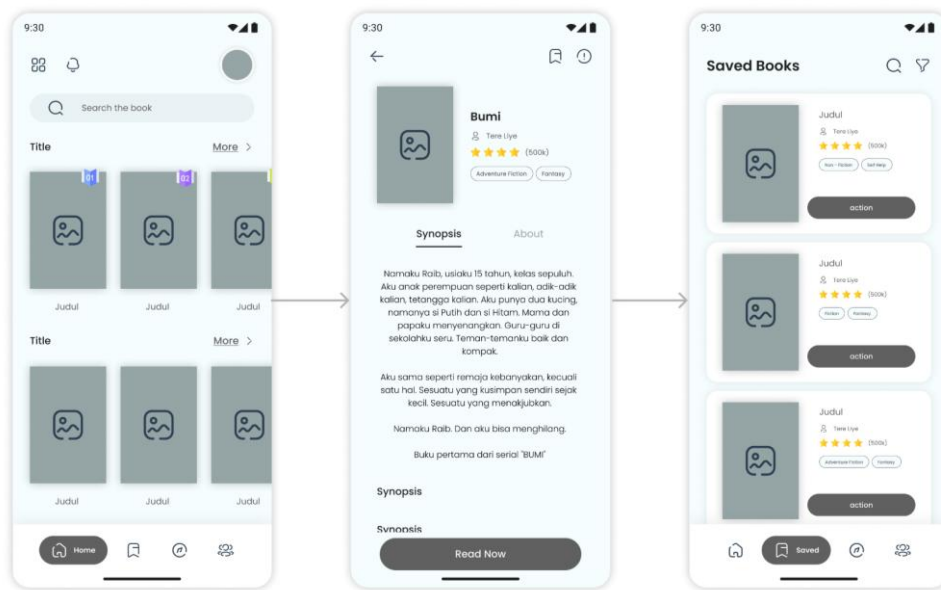 9:30
Search the book
Title
More >
01
02
Judul
Judul
Judul
Title
More >
Judul
Judul
Judul
Home
9:30
Bumi
Tere Liye
(500k)
Adventure Fiction
Fantasy
Synopsis
About
Namaku Raib, usiaku 15 tahun, kelas sepuluh.
Aku anak perempuan seperti kalian, adik-adik
kalian, tetangga kalian. Aku punya dua kucing,
namanya si Putih dan si Hitam. Mama dan
papaku menyenangkan. Guru-guru di
sekolahku seru. Teman-temanku baik dan
kompak.
Aku sama seperti remaja kebanyakan, kecuali
satu hal. Sesuatu yang kusimpan sendiri sejak
kecil. Sesuatu yang menakjubkan.
Namaku Raib. Dan aku bisa menghilang.
Buku pertama dari serial "BUMI"
Synopsis
Synopsis
Read Now
9:30
Saved Books
Judul
Tere Liye
(500k)
Non - Fiction
Self Help
action
Judul
Tere Liye
(500k)
Fiction
Fantasy
action
Judul
Tere Liye
(500k)
Adventure Fiction
Fantasy
action
Saved